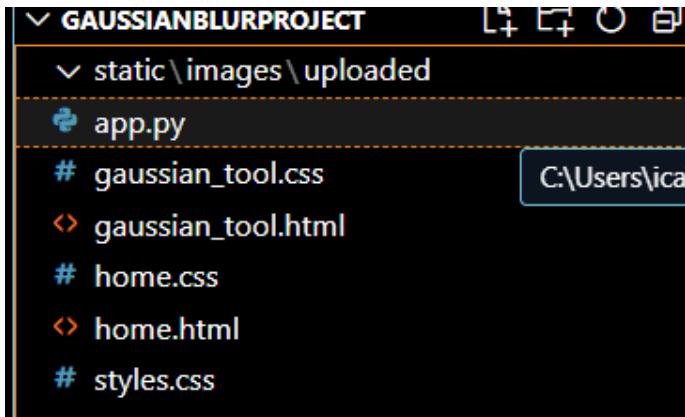 GAUSSIANBLURPROJECT
static\images\uploaded
app.py
# gaussian_tool.css
C:\Users\ica
<> gaussian_tool.html
# home.css
<> home.html
# styles.css